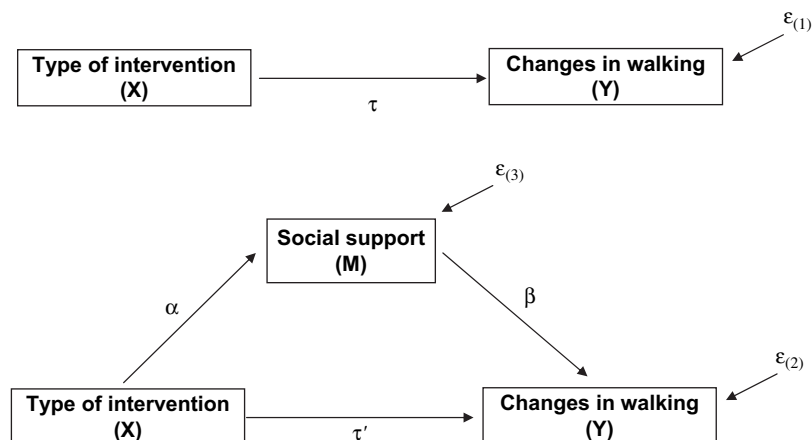 ε(1)
Type of intervention
(X)
Changes in walking
(Y)
τ
ε(3)
Social support
(M)
α
β
ε(2)
Type of intervention
(X)
Changes in walking
(Y)
τ′